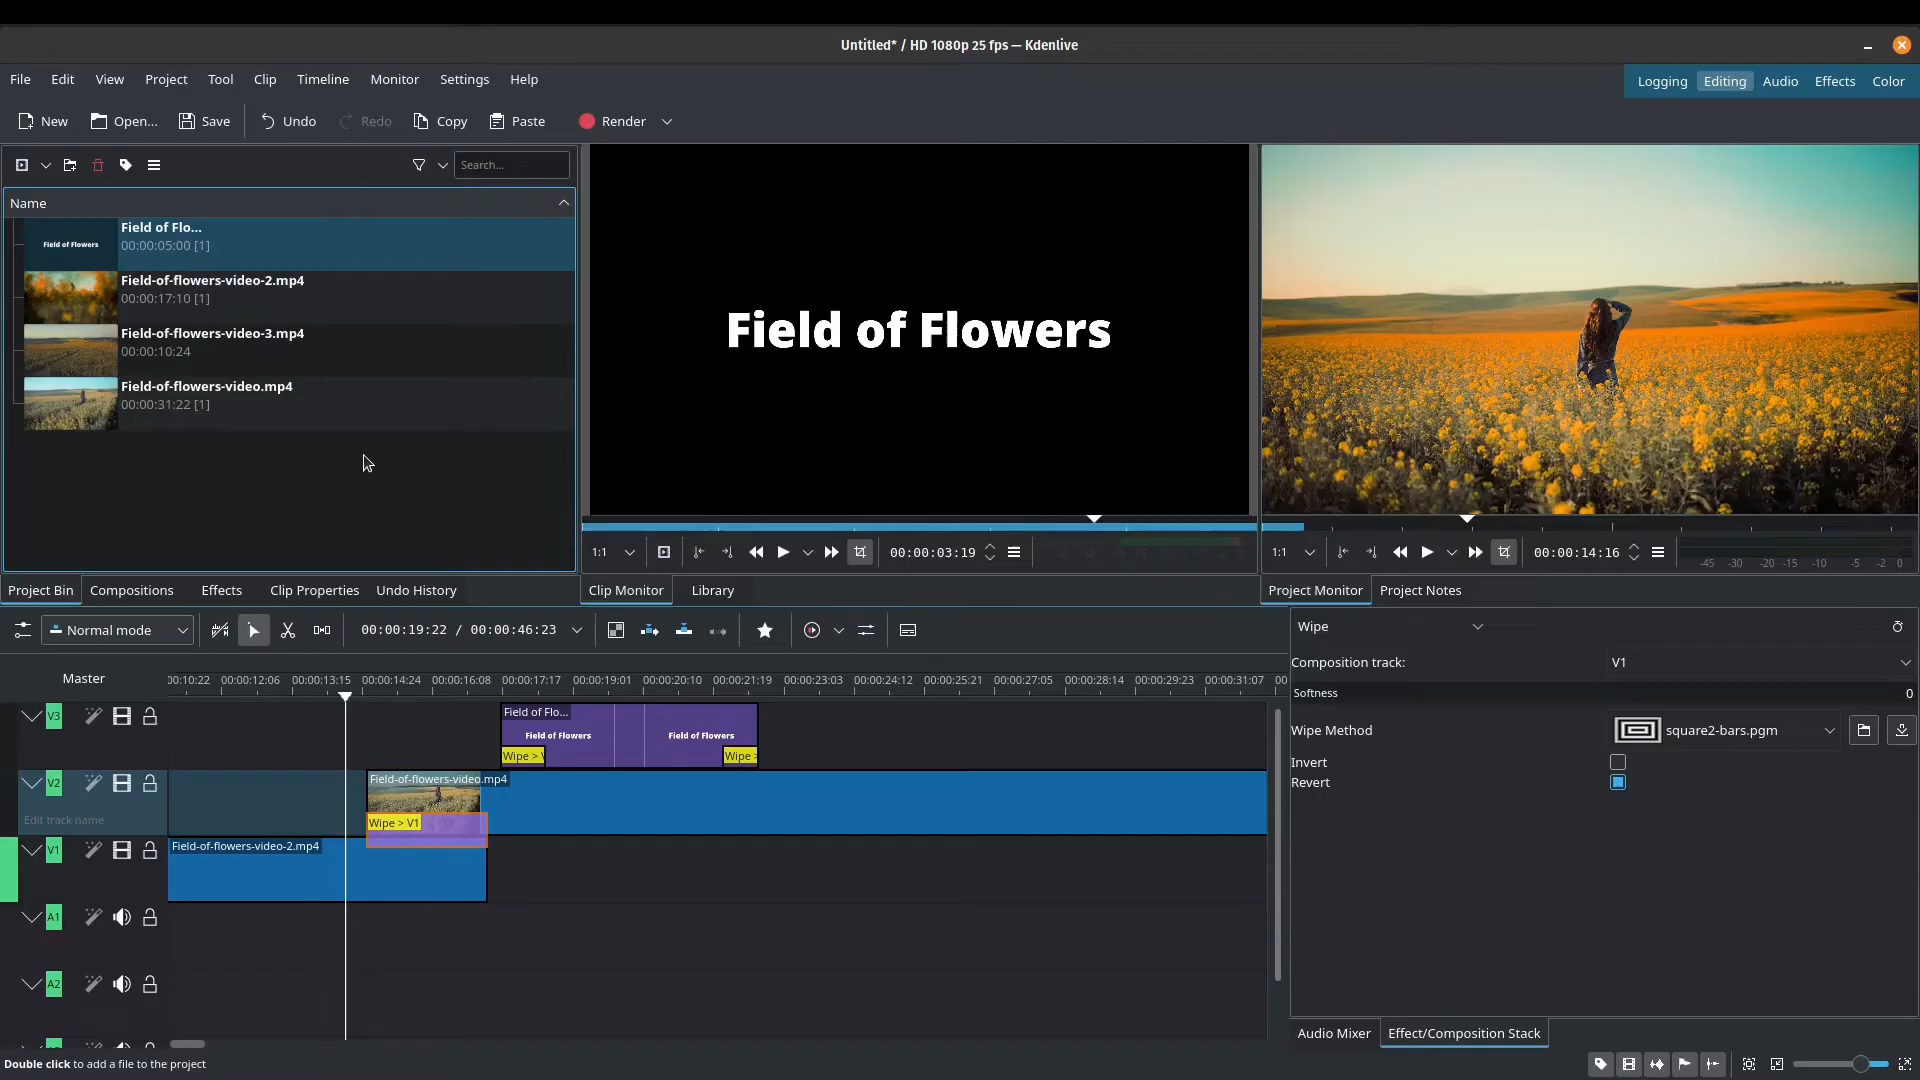 Untitled* / HD 1080p 25 fps — Kdenlive
File Edit View Project Tool Clip Timeline Monitor Settings Help
Logging Editing Audio Effects Color
New Open... Save Undo Redo Copy Paste Render
Search...
Name
Field of Flo...
00:00:05:00 [1]
Field of Flowers
Field-of-flowers-video-2.mp4
00:00:17:10 [1]
Field-of-flowers-video-3.mp4
00:00:10:24
Field-of-flowers-video.mp4
00:00:31:22 [1]
Field of Flowers
1:1 00:00:03:19
1:1 00:00:14:16
-45 -30 -20 -15 -10 -5 -2 0
Project Bin Compositions Effects Clip Properties Undo History
Clip Monitor Library
Project Monitor Project Notes
Normal mode 00:00:19:22 / 00:00:46:23
Master
00:10:22 00:00:12:06 00:00:13:15 00:00:14:24 00:00:16:08 00:00:17:17 00:00:19:01 00:00:20:10 00:00:21:19 00:00:23:03 00:00:24:12 00:00:25:21 00:00:27:05 00:00:28:14 00:00:29:23 00:00:31:07 00
V3
Field of Flo...
Field of Flowers Field of Flowers
Wipe > Wipe >
V2
Field-of-flowers-video.mp4
Edit track name
Wipe > V1
V1
Field-of-flowers-video-2.mp4
A1
A2
Wipe
Composition track: V1
Softness 0
Wipe Method square2-bars.pgm
Invert
Revert
Audio Mixer Effect/Composition Stack
Double click to add a file to the project